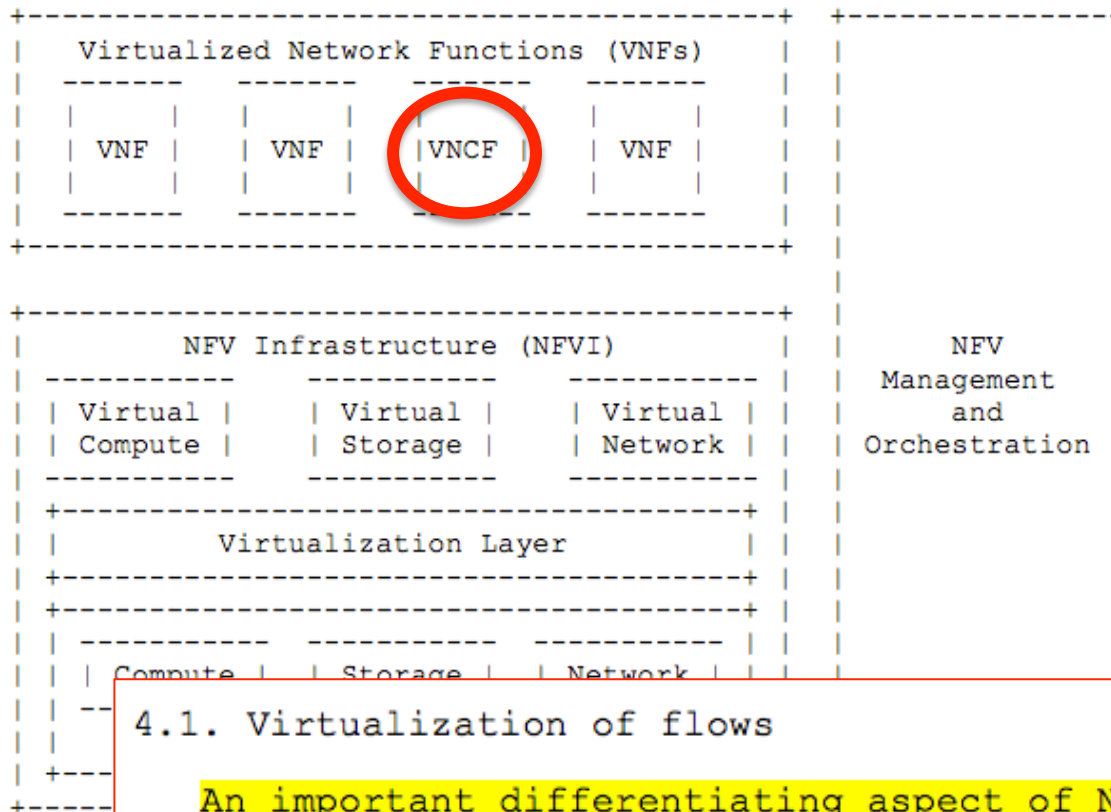 Virtualized Network Functions (VNFs)
VNF VNF VNCF VNF
NFV Infrastructure (NFVI) NFV
Management
Virtual Virtual Virtual and
Compute Storage Network Orchestration
Virtualization Layer
Compute Storage Network
4.1. Virtualization of flows
An important differentiating aspect of N